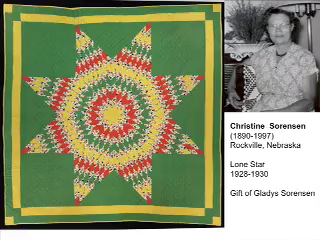 Christine Sorensen
(1890-1997)
Rockville, Nebraska
Lone Star
1928-1930
Gift of Gladys Sorensen